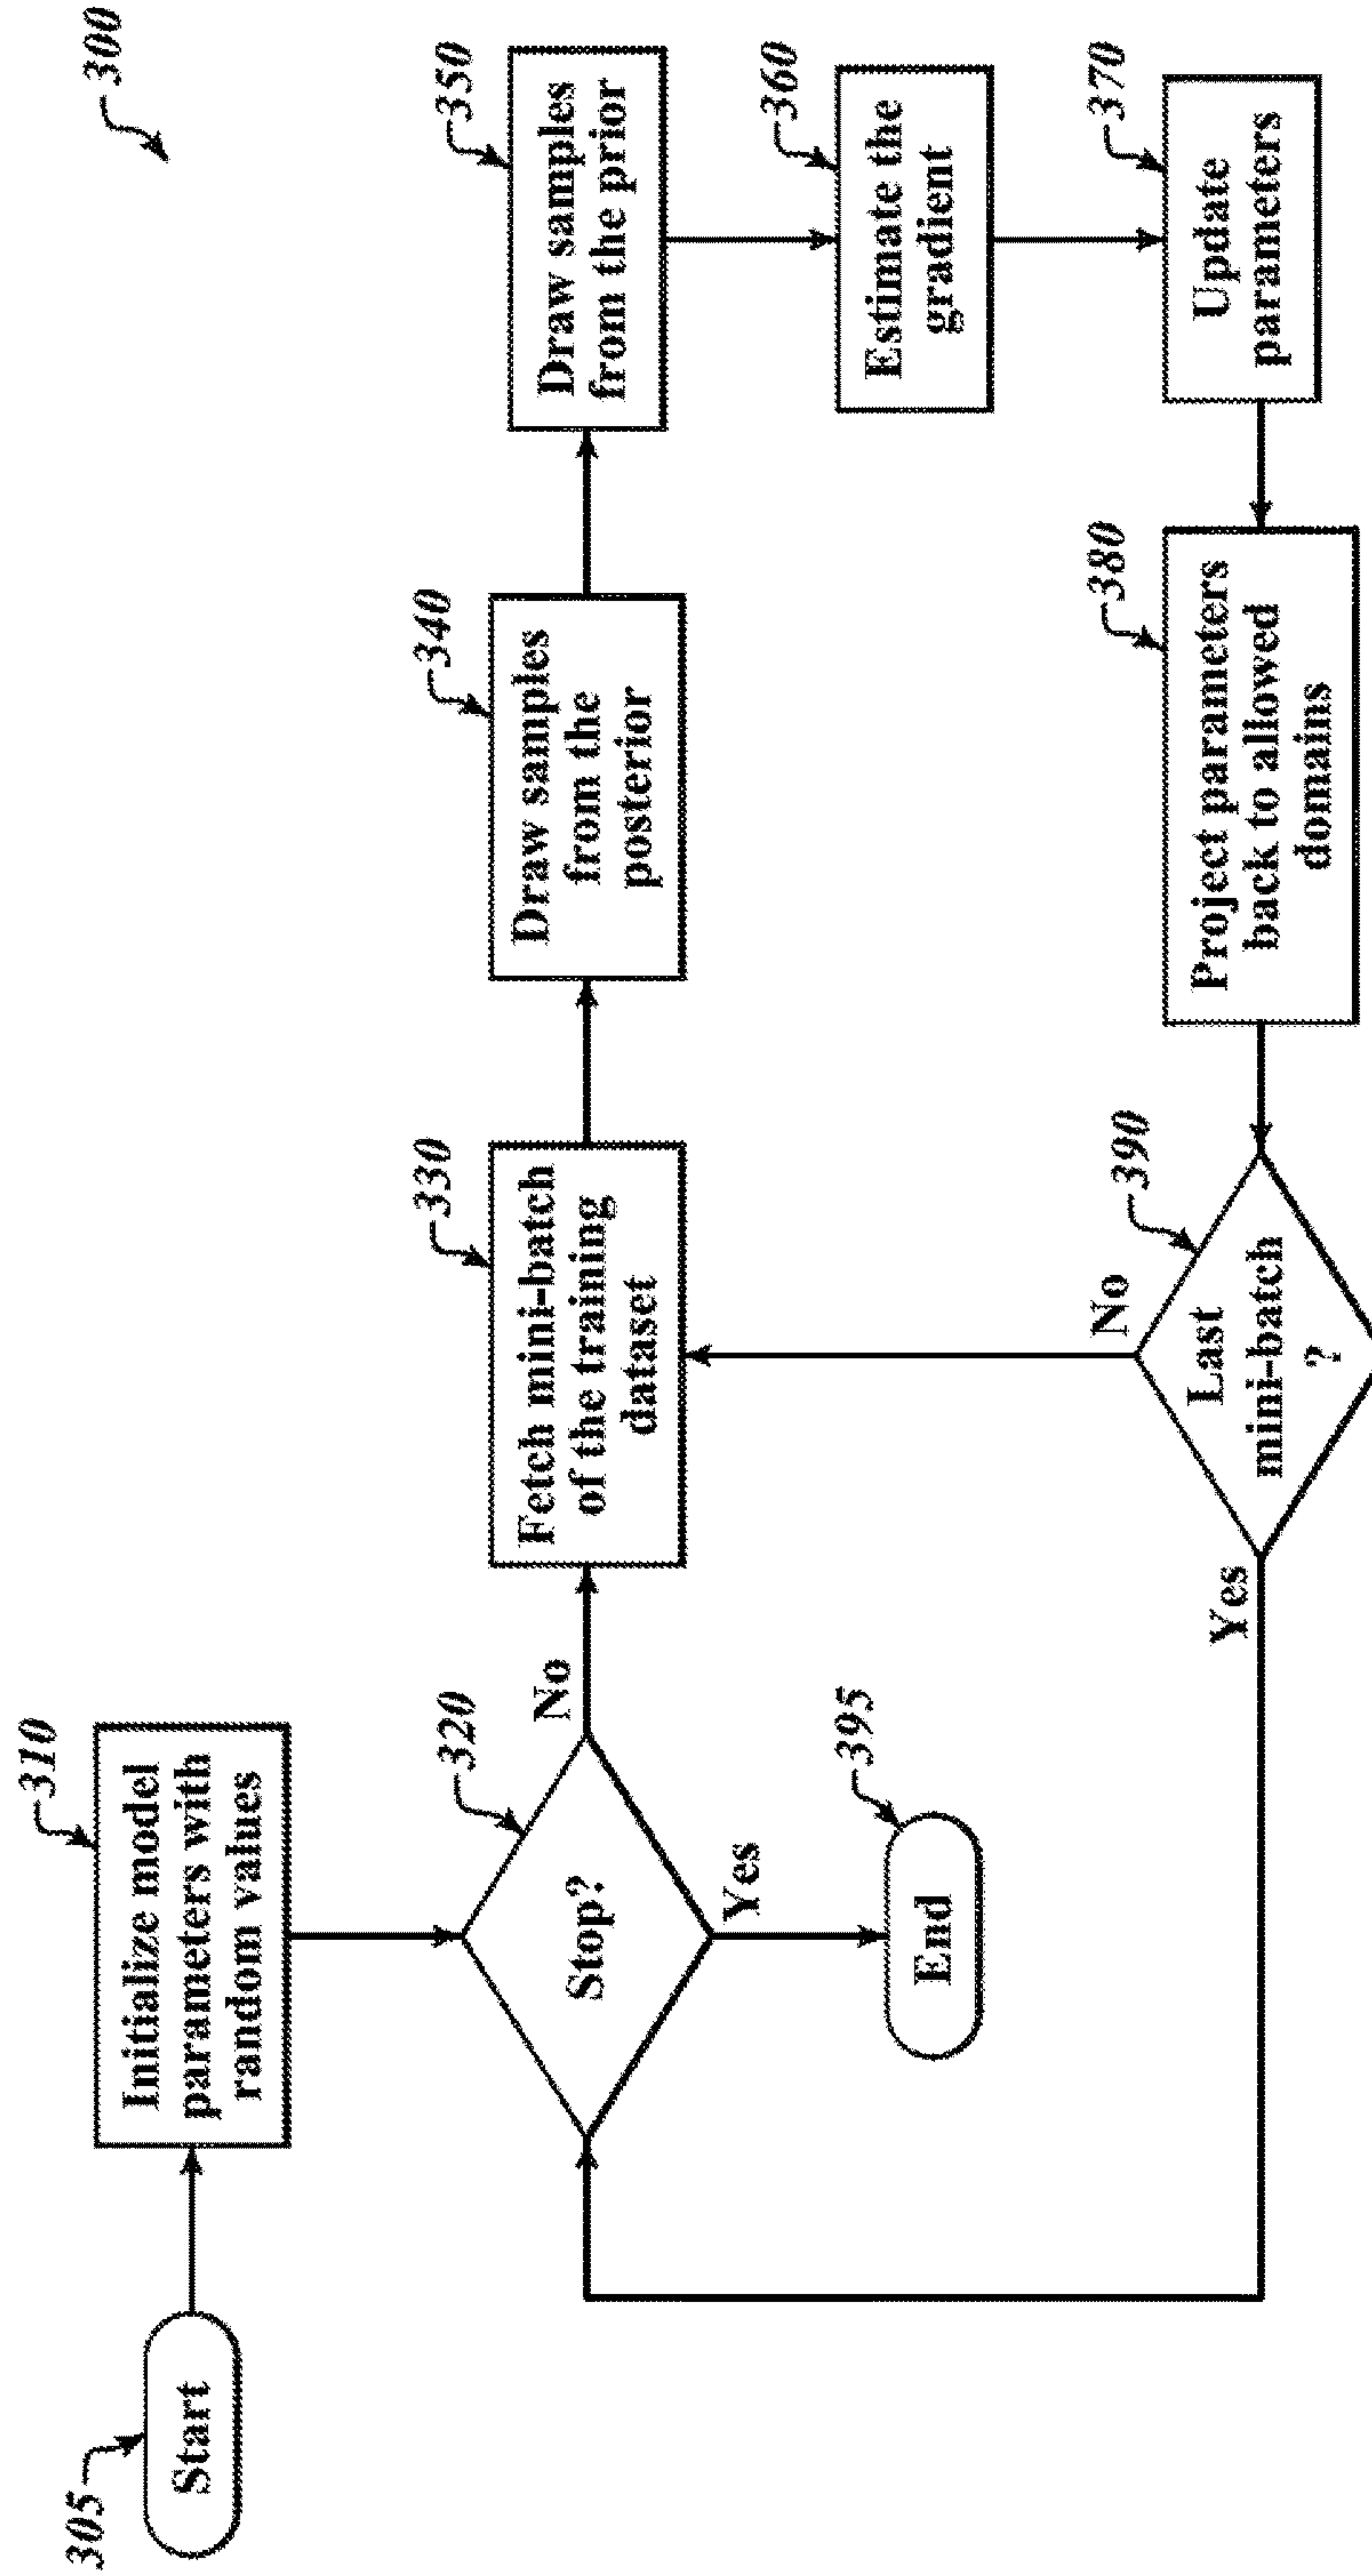 300
305
Start
310
Initialize model
parameters with
random values
320
Stop?
No
Yes
330
Fetch mini-batch
of the training
dataset
340
Draw samples
from the
posterior
350
Draw samples
from the prior
360
Estimate the
gradient
370
Update
parameters
380
Project parameters
back to allowed
domains
390
Last
mini-batch
?
No
Yes
395
End